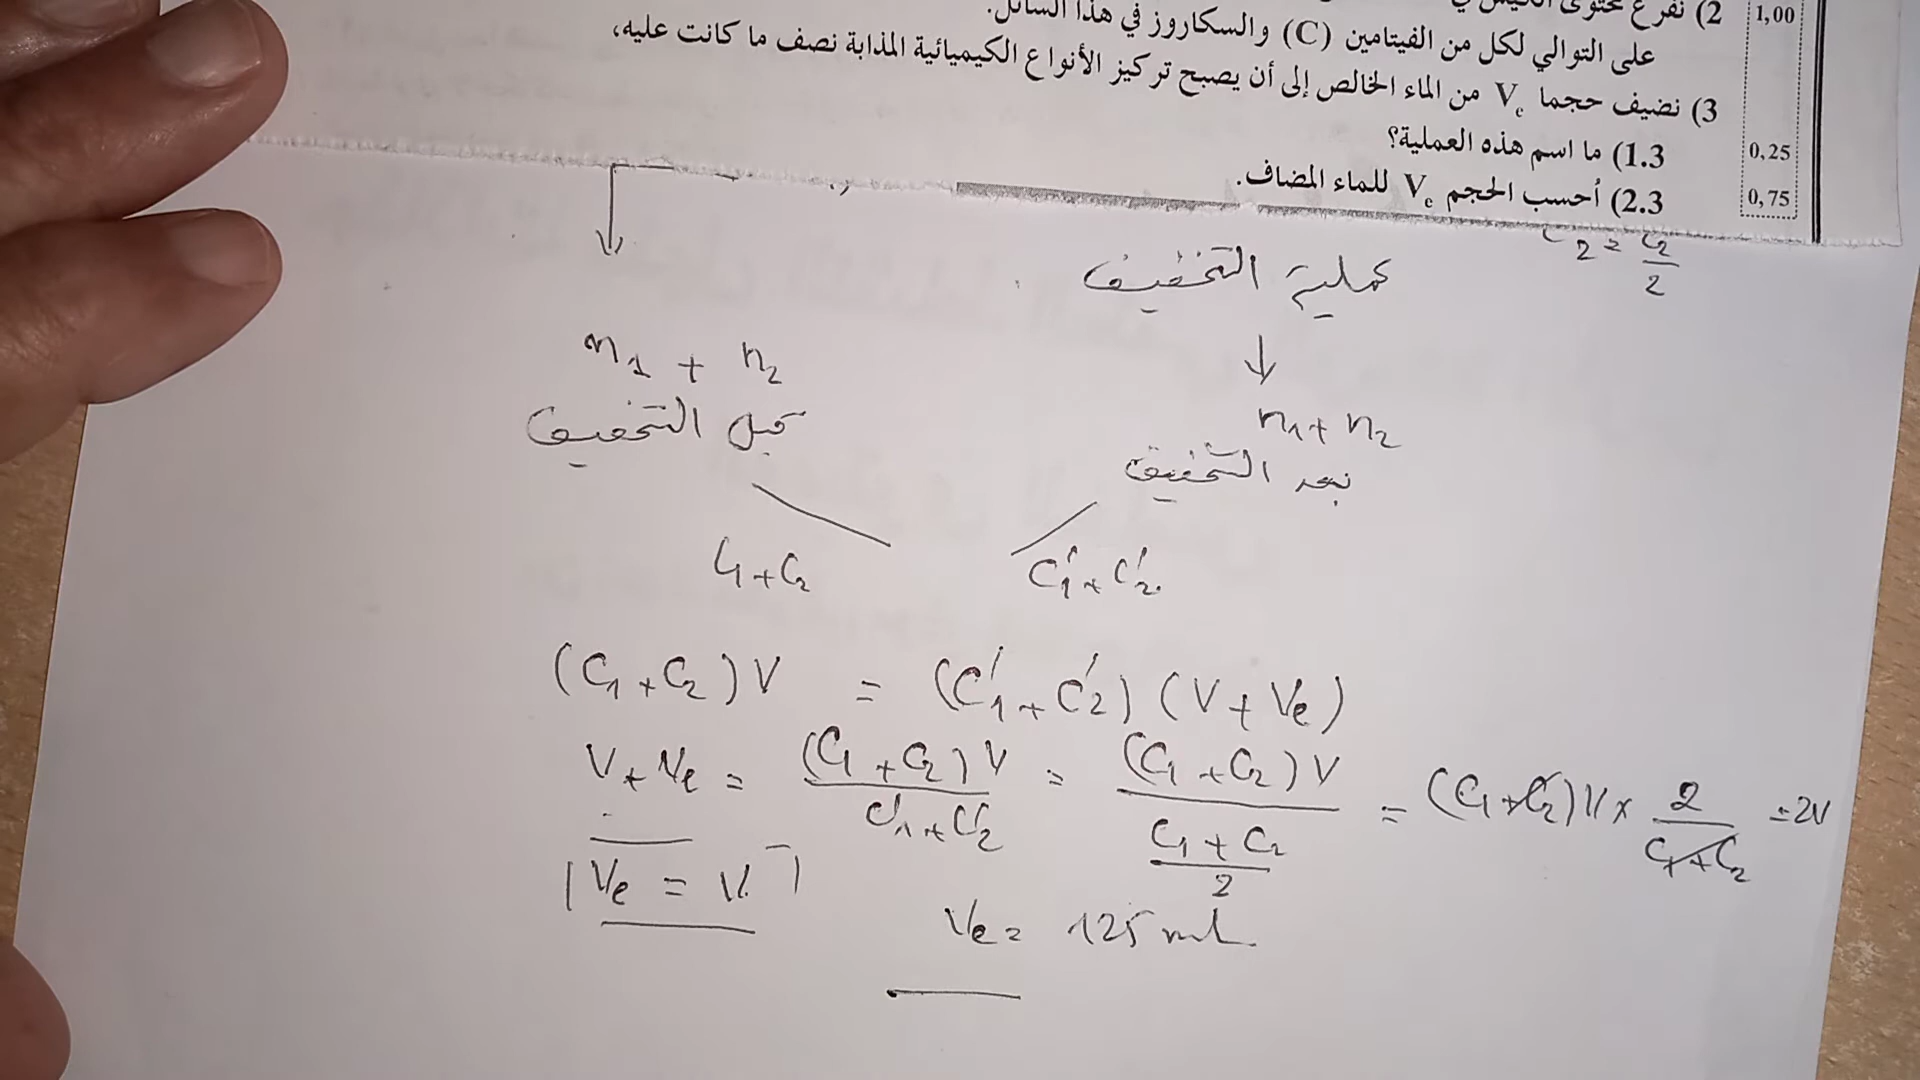 2) نفرغ محتوى الكيس في
1,00
على التوالي لكل من الفيتامين (C) والسكاروز في هذا السائل.
3) نضيف حجما Ve من الماء الخالص إلى أن يصبح تركيز الأنواع الكيميائية المذابة نصف ما كانت عليه،
1.3) ما اسم هذه العملية؟
0,25
2.3) أحسب الحجم Ve للماء المضاف.
0,75
عملية التخفيف
n1 + n2
قبل التخفيف
n1 + n2
بعد التخفيف
C1 + C2
C'1 + C'2
(C1 + C2) V = (C'1 + C'2) (V + Ve)
V + Ve = (C1 + C2) V / (C'1 + C'2) = (C1 + C2) V / ((C1 + C2) / 2) = (C1 + C2) V × 2 / (C1 + C2) = 2V
Ve = V
Ve = 125 mL